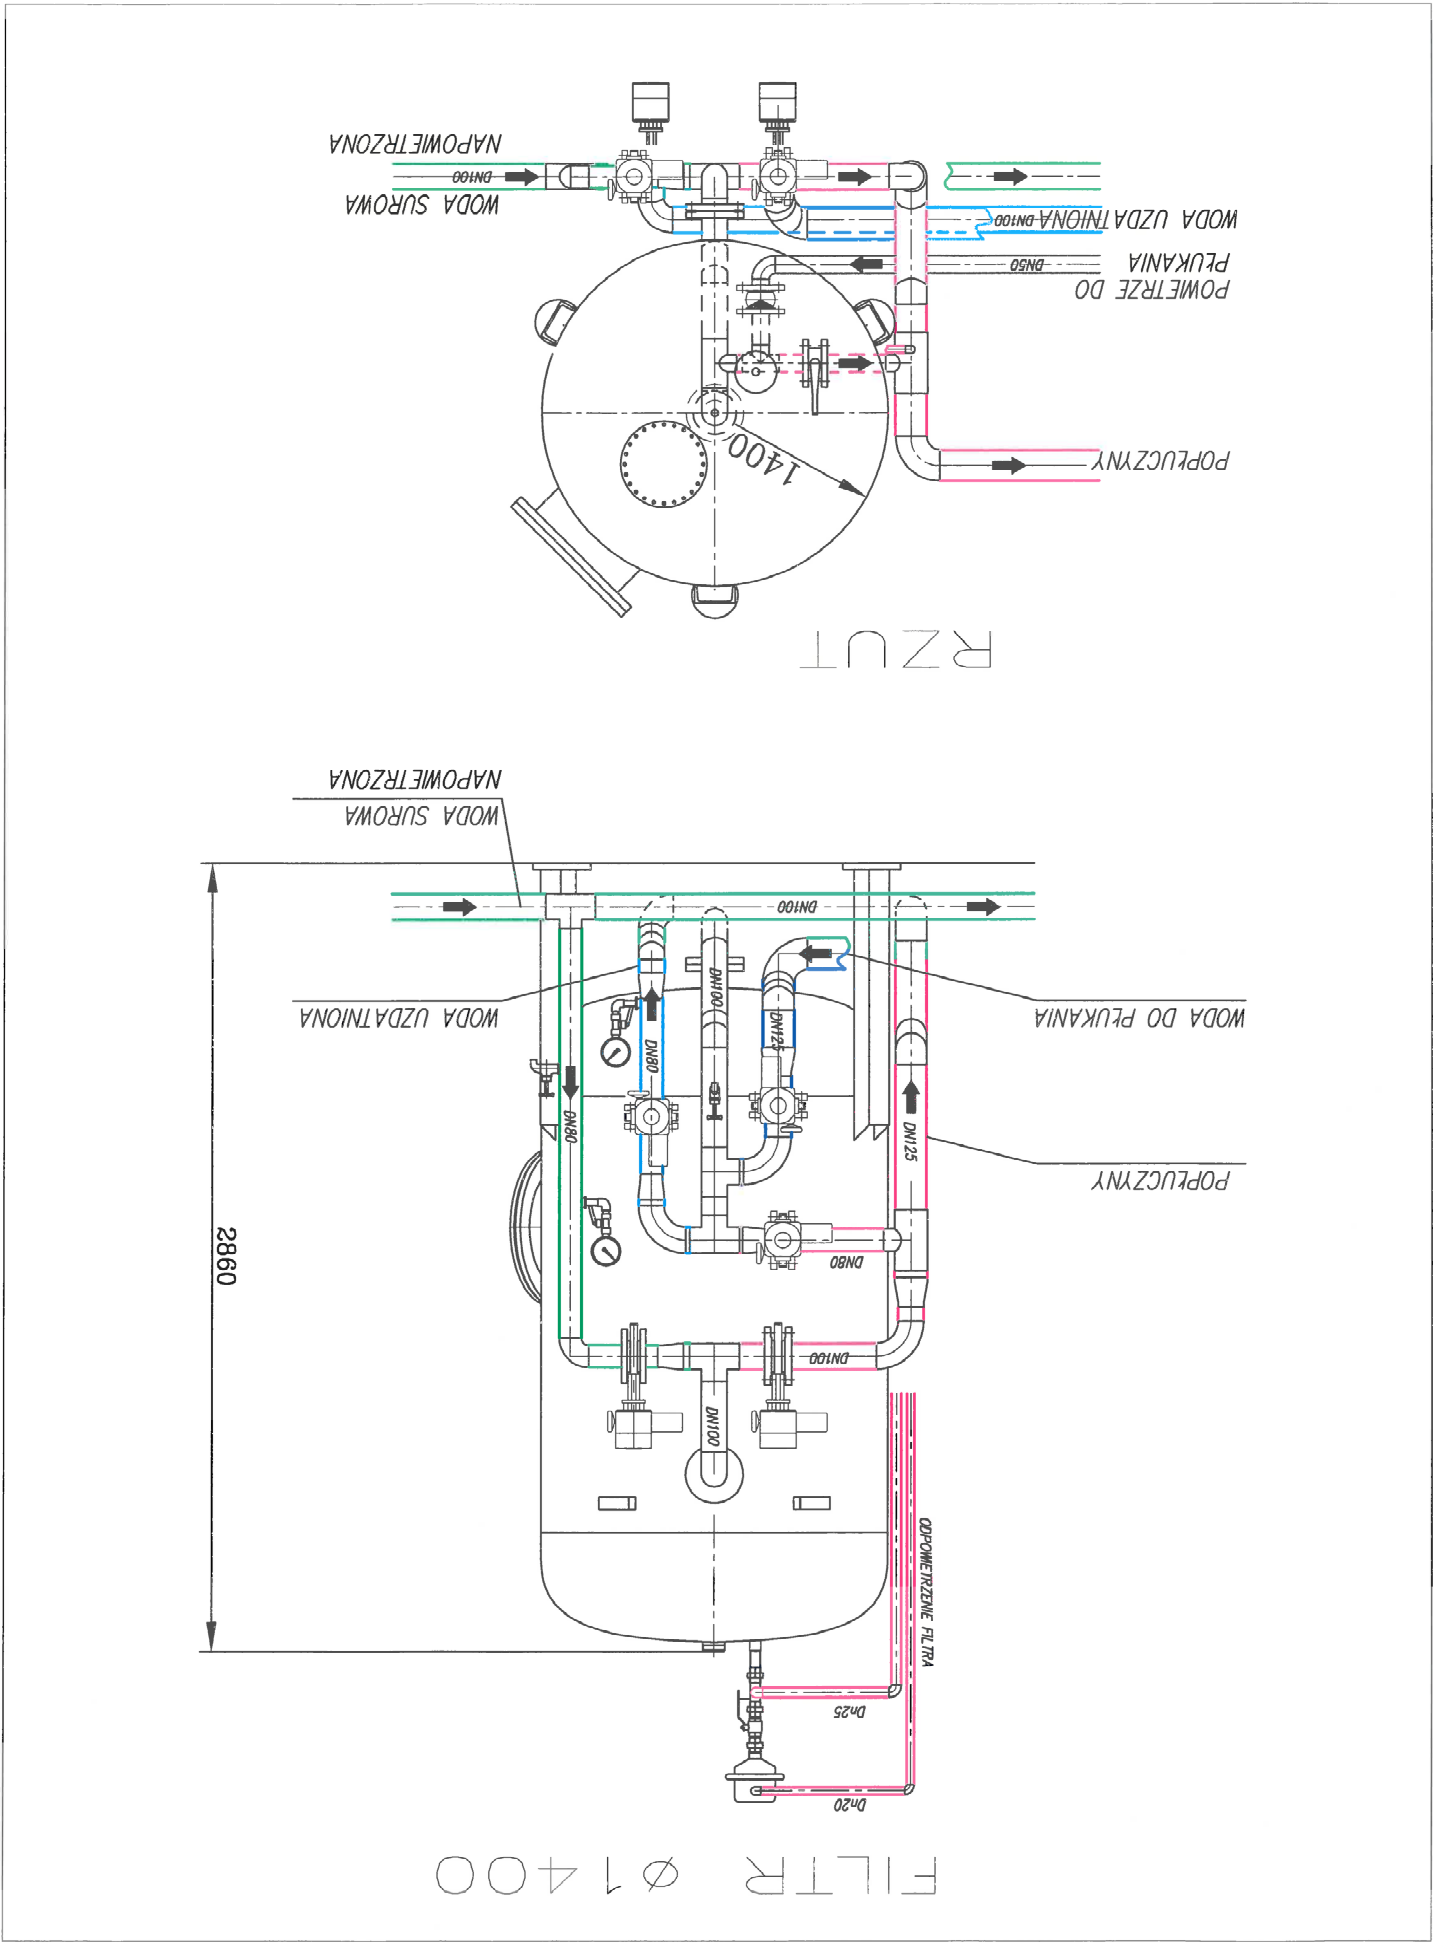 FILTR ø1400
Dn20
Dn25
ODPOWIETRZENIE FILTRA
DN100
DN100
DN80
2860
POPŁUCZYNY
DN125
DN80
DN80
WODA DO PŁUKANIA
DN125
DN100
WODA UZDATNIONA
DN100
WODA SUROWA
NAPOWIETRZONA
RZUT
1400
POPŁUCZYNY
POWIETRZE DO
PŁUKANIA
DN50
WODA UZDATNIONA DN100
WODA SUROWA
DN100
NAPOWIETRZONA